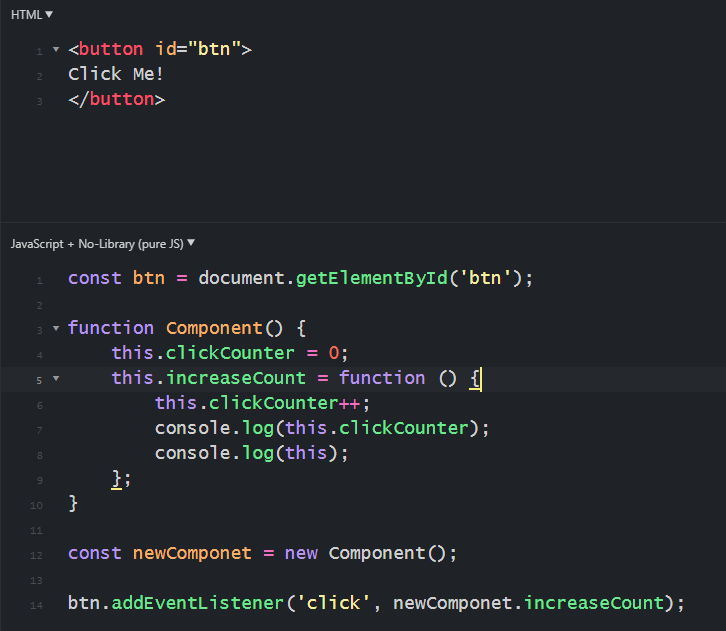 HTML▼
1 ▼ <button id="btn">
2 Click Me!
3 </button>
JavaScript + No-Library (pure JS) ▼
1 const btn = document.getElementById('btn');
2
3 ▼ function Component() {
4 this.clickCounter = 0;
5 ▼ this.increaseCount = function () {
6 this.clickCounter++;
7 console.log(this.clickCounter);
8 console.log(this);
9 };
10 }
11
12 const newComponet = new Component();
13
14 btn.addEventListener('click', newComponet.increaseCount);